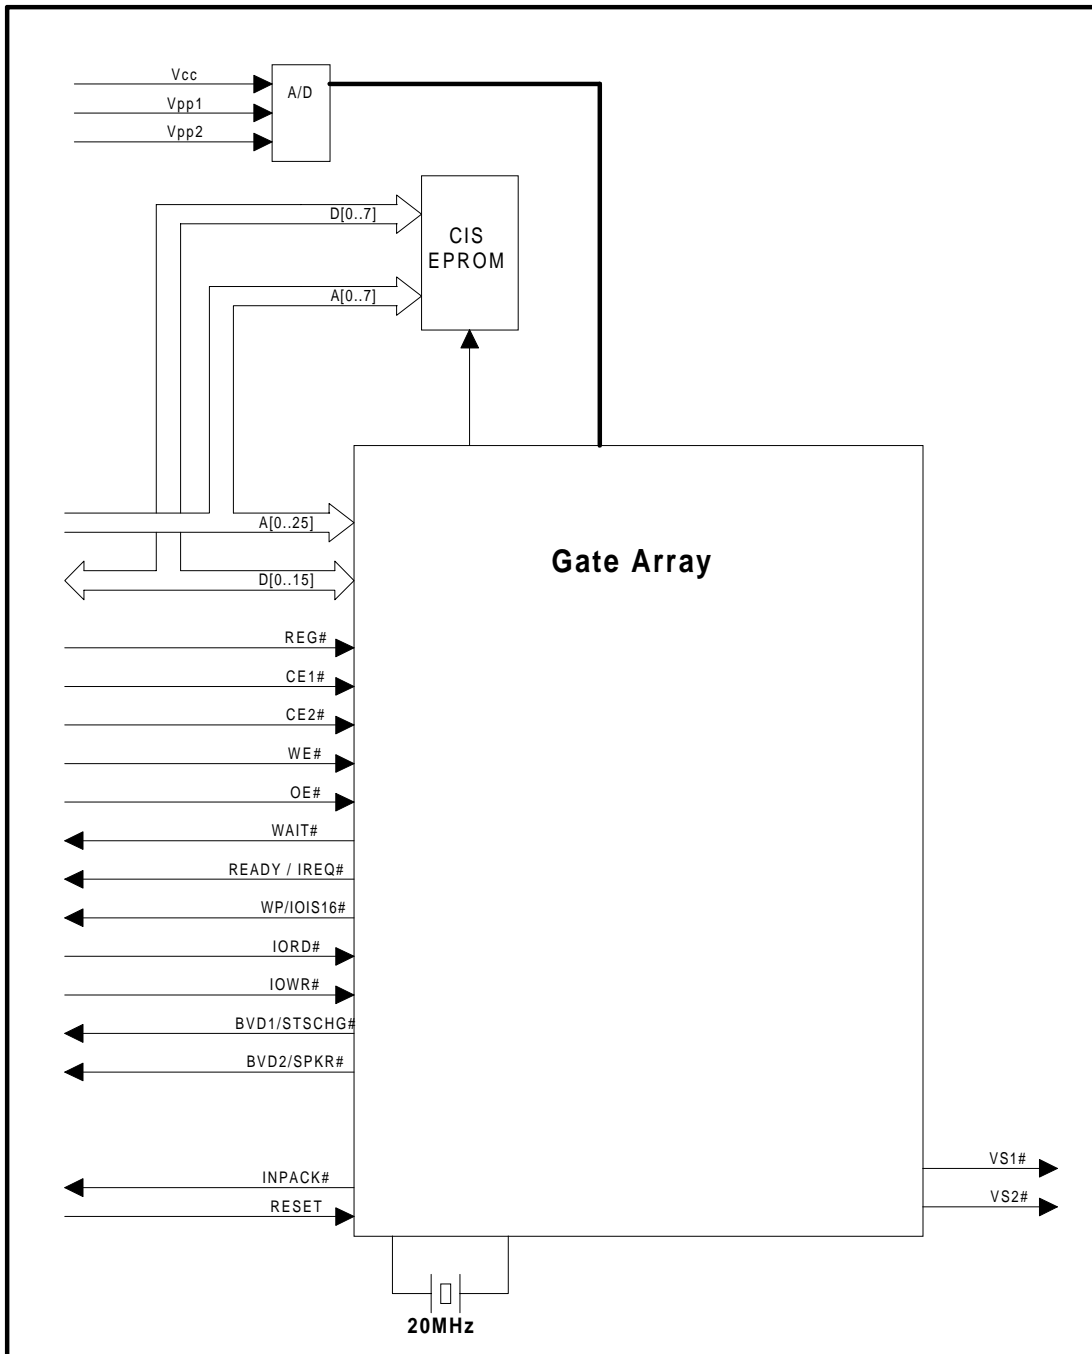 Vcc
A/D
Vpp1
Vpp2
D[0..7]
CIS
EPROM
A[0..7]
A[0..25]
Gate Array
D[0..15]
REG#
CE1#
CE2#
WE#
OE#
WAIT#
READY / IREQ#
WP/IOIS16#
IORD#
IOWR#
BVD1/STSCHG#
BVD2/SPKR#
VS1#
INPACK#
VS2#
RESET
20MHz